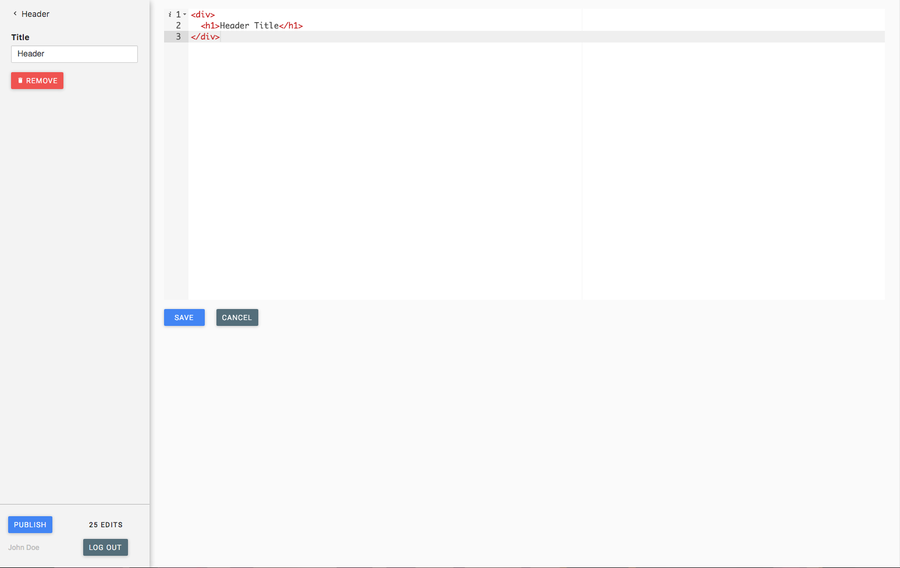 Header
Title
Header
REMOVE
i 1 <div>
2 <h1>Header Title</h1>
3 </div>
SAVE CANCEL
PUBLISH 25 EDITS
John Doe LOG OUT